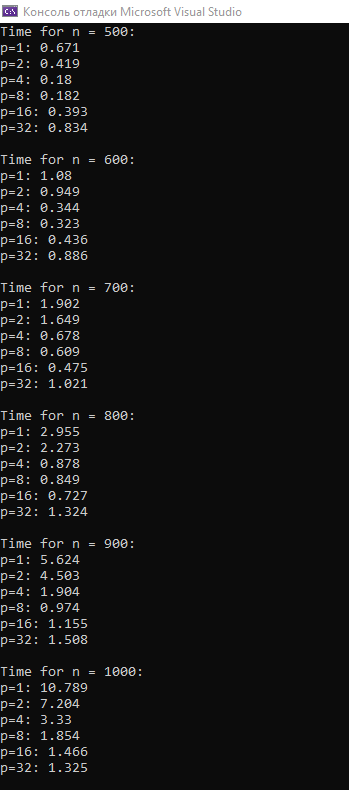 Консоль отладки Microsoft Visual Studio
Time for n = 500:
p=1: 0.671
p=2: 0.419
p=4: 0.18
p=8: 0.182
p=16: 0.393
p=32: 0.834
Time for n = 600:
p=1: 1.08
p=2: 0.949
p=4: 0.344
p=8: 0.323
p=16: 0.436
p=32: 0.886
Time for n = 700:
p=1: 1.902
p=2: 1.649
p=4: 0.678
p=8: 0.609
p=16: 0.475
p=32: 1.021
Time for n = 800:
p=1: 2.955
p=2: 2.273
p=4: 0.878
p=8: 0.849
p=16: 0.727
p=32: 1.324
Time for n = 900:
p=1: 5.624
p=2: 4.503
p=4: 1.904
p=8: 0.974
p=16: 1.155
p=32: 1.508
Time for n = 1000:
p=1: 10.789
p=2: 7.204
p=4: 3.33
p=8: 1.854
p=16: 1.466
p=32: 1.325